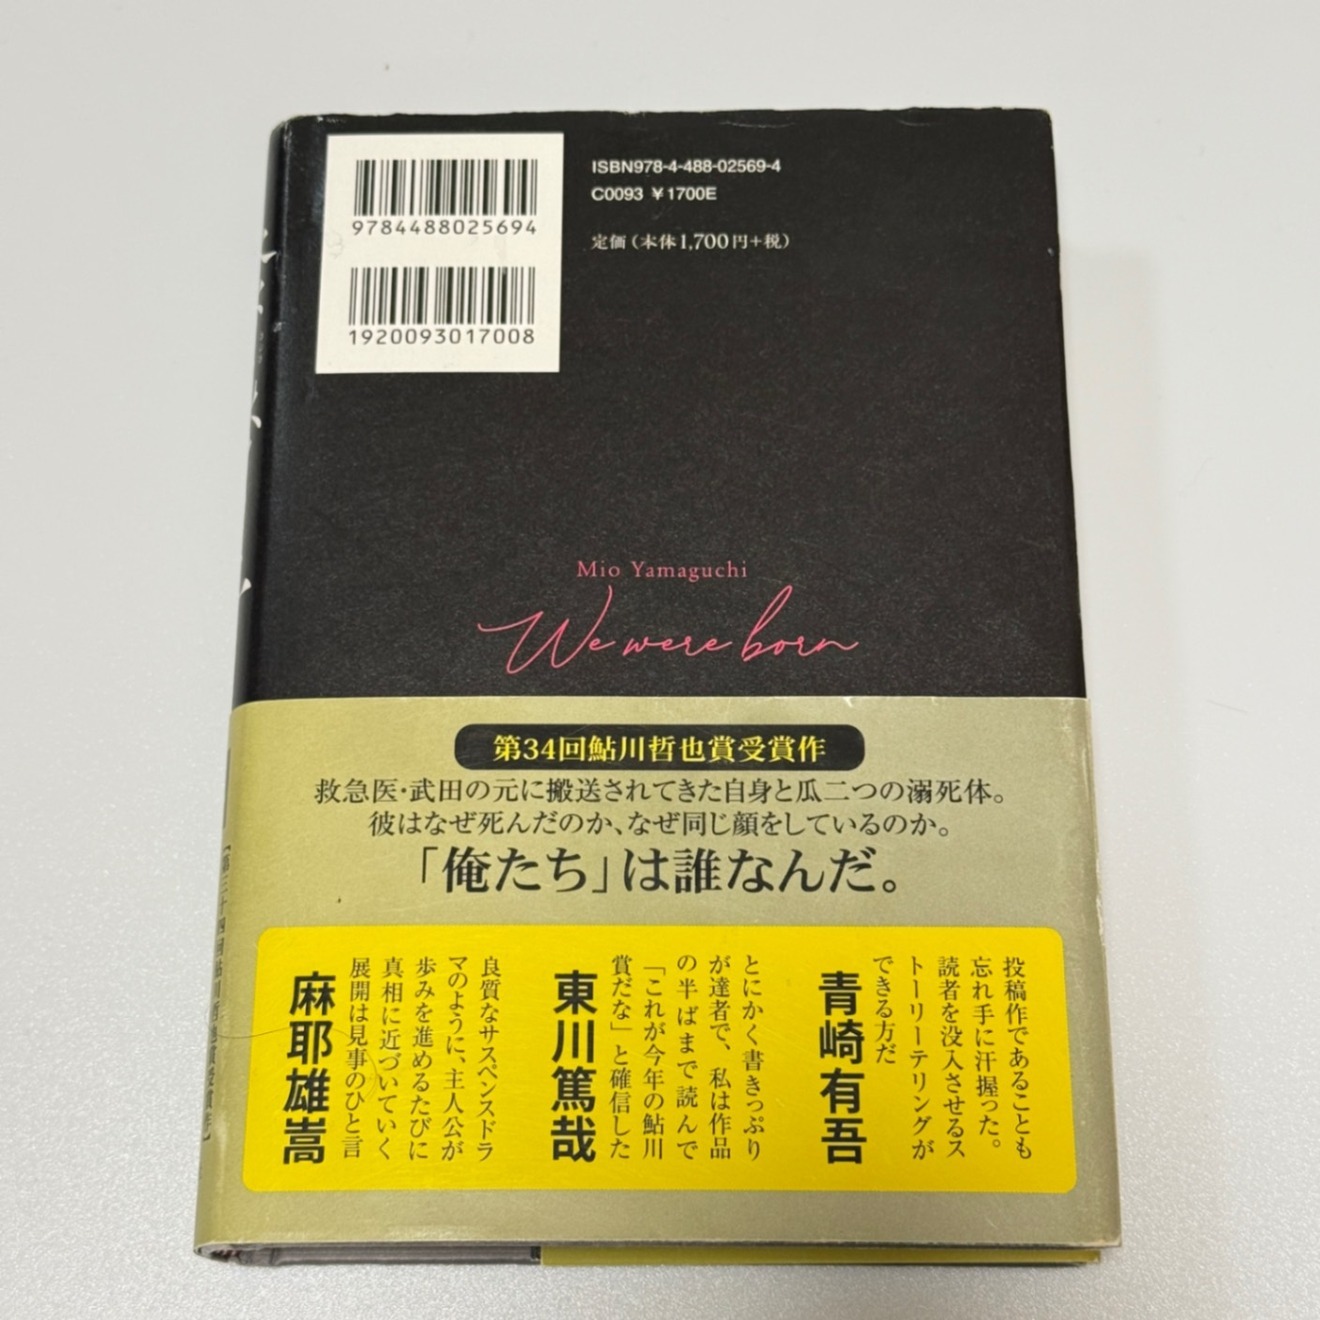 9784488025694
1920093017008
ISBN978-4-488-02569-4
C0093 ¥1700E
定価（本体1,700円+税）
Mio Yamaguchi
We were born
第34回鮎川哲也賞受賞作
救急医・武田の元に搬送されてきた自身と瓜二つの溺死体。
彼はなぜ死んだのか、なぜ同じ顔をしているのか。
「俺たち」は誰なんだ。
投稿作であることも
忘れ手に汗握った。
読者を没入させるス
トーリーテリングが
できる方だ
青崎有吾
とにかく書きっぷり
が達者で、私は作品
の半ばまで読んで
「これが今年の鮎川
賞だな」と確信した
東川篤哉
良質なサスペンスドラ
マのように、主人公が
歩みを進めるたびに
真相に近づいていく
展開は見事のひと言
麻耶雄嵩